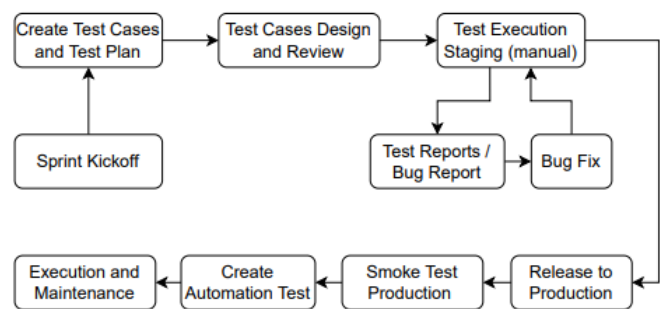 Create Test Cases
and Test Plan
Test Cases Design
and Review
Test Execution
Staging (manual)
Sprint Kickoff
Test Reports /
Bug Report
Bug Fix
Execution and
Maintenance
Create
Automation Test
Smoke Test
Production
Release to
Production